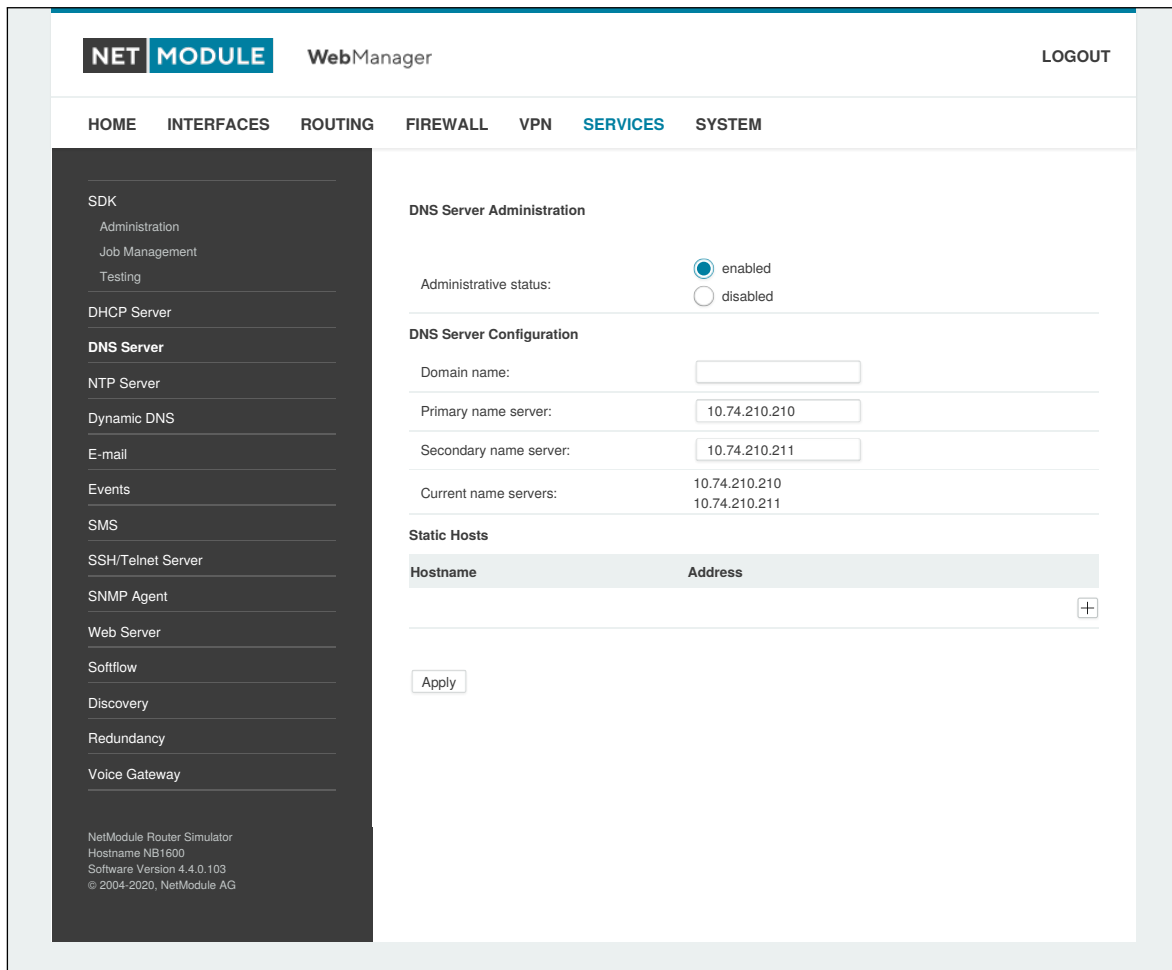 NET MODULE WebManager LOGOUT
HOME INTERFACES ROUTING FIREWALL VPN SERVICES SYSTEM
SDK
Administration
Job Management
Testing
DHCP Server
DNS Server
NTP Server
Dynamic DNS
E-mail
Events
SMS
SSH/Telnet Server
SNMP Agent
Web Server
Softflow
Discovery
Redundancy
Voice Gateway
NetModule Router Simulator
Hostname NB1600
Software Version 4.4.0.103
© 2004-2020, NetModule AG
DNS Server Administration
Administrative status:
enabled
disabled
DNS Server Configuration
Domain name:
Primary name server: 10.74.210.210
Secondary name server: 10.74.210.211
Current name servers:
10.74.210.210
10.74.210.211
Static Hosts
Hostname Address
Apply